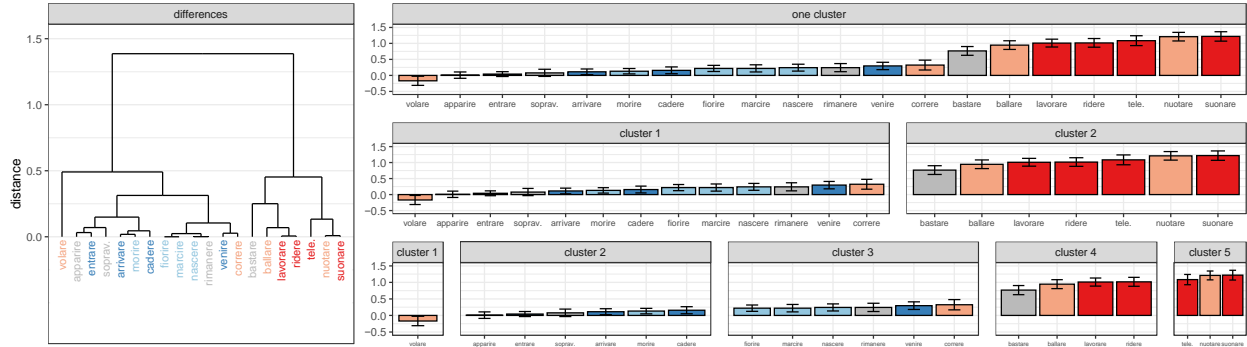 differences
distance
1.5
1.0
0.5
0.0
volare apparire entrare soprav. arrivare morire cadere fiorire marcire nascere rimanere venire correre bastare ballare lavorare ridere tele. nuotare suonare
one cluster
1.5
1.0
0.5
0.0
−0.5
volare apparire entrare soprav. arrivare morire cadere fiorire marcire nascere rimanere venire correre bastare ballare lavorare ridere tele. nuotare suonare
cluster 1
cluster 2
1.5
1.0
0.5
0.0
−0.5
volare apparire entrare soprav. arrivare morire cadere fiorire marcire nascere rimanere venire correre
bastare ballare lavorare ridere tele. nuotare suonare
cluster 1
cluster 2
cluster 3
cluster 4
cluster 5
1.5
1.0
0.5
0.0
−0.5
volare
apparire entrare soprav. arrivare morire cadere
fiorire marcire nascere rimanere venire correre
bastare ballare lavorare ridere
tele. nuotare suonare